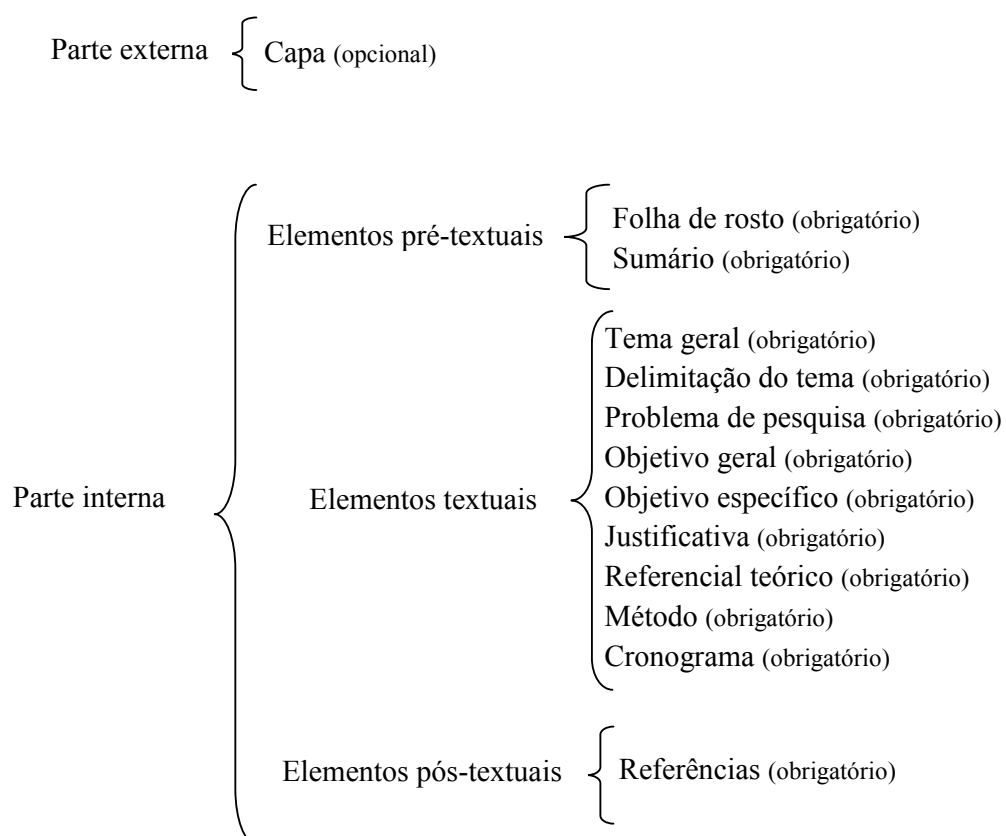 Parte externa
Capa (opcional)
Parte interna
Elementos pré-textuais
Folha de rosto (obrigatório)
Sumário (obrigatório)
Elementos textuais
Tema geral (obrigatório)
Delimitação do tema (obrigatório)
Problema de pesquisa (obrigatório)
Objetivo geral (obrigatório)
Objetivo específico (obrigatório)
Justificativa (obrigatório)
Referencial teórico (obrigatório)
Método (obrigatório)
Cronograma (obrigatório)
Elementos pós-textuais
Referências (obrigatório)